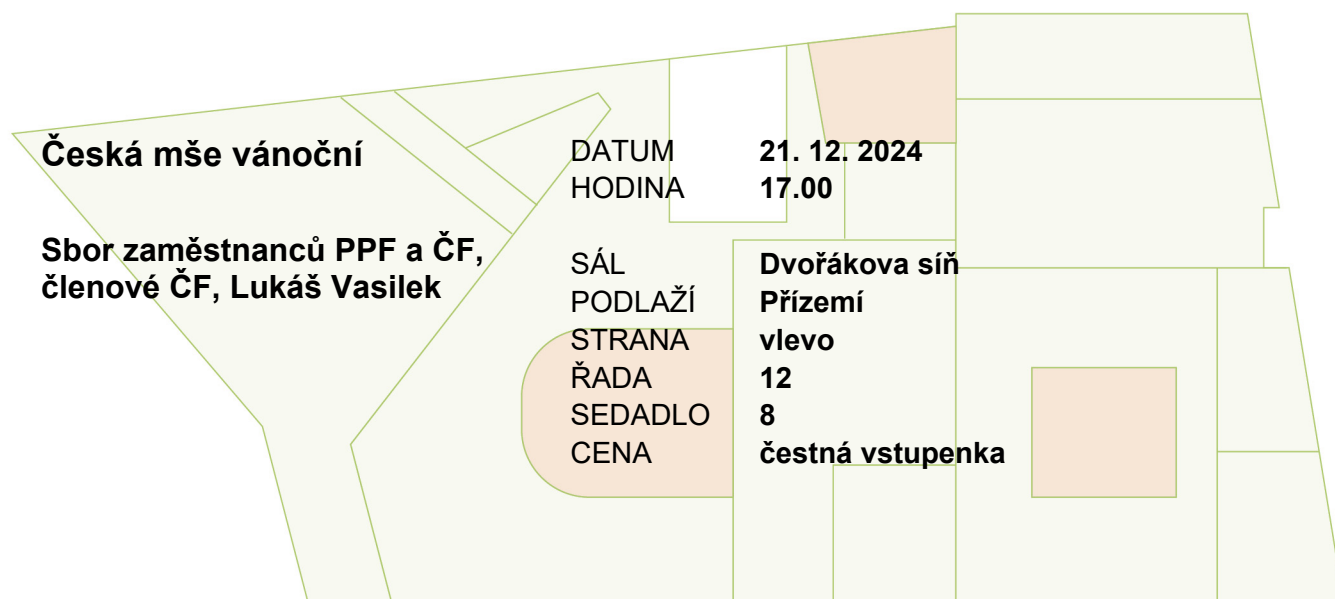 Česká mše vánoční
Sbor zaměstnanců PPF a ČF,
členové ČF, Lukáš Vasilek
DATUM 21. 12. 2024
HODINA 17.00
SÁL Dvořákova síň
PODLAŽÍ Přízemí
STRANA vlevo
ŘADA 12
SEDADLO 8
CENA čestná vstupenka